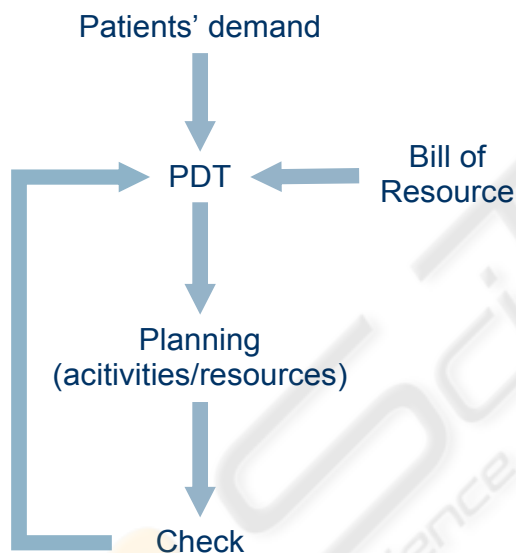 Patients’ demand
PDT
Bill of
Resource
Planning
(acitivities/resources)
Check